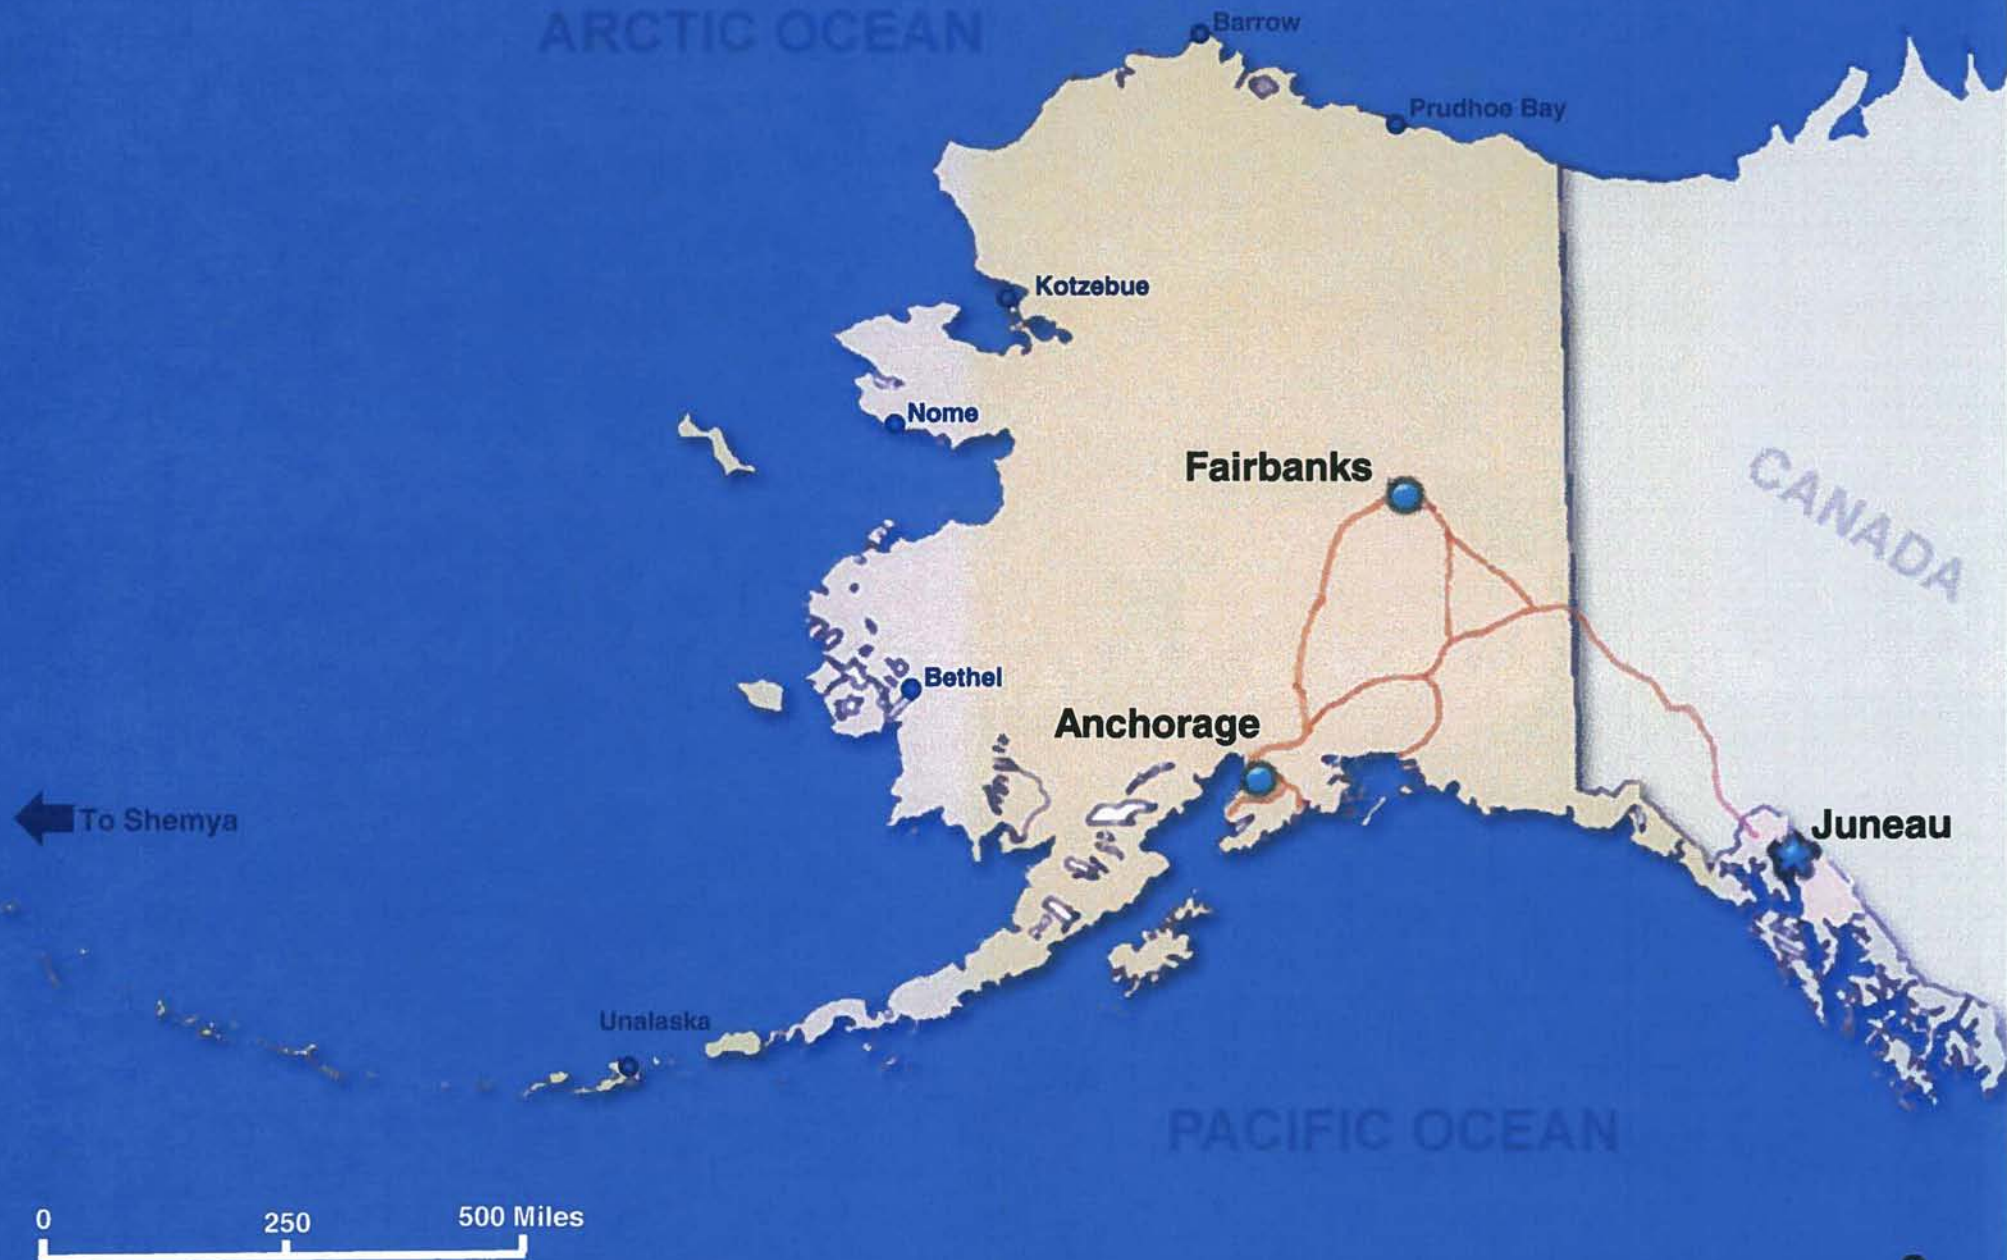 ARCTIC OCEAN
Barrow
Prudhoe Bay
Kotzebue
Nome
Fairbanks
CANADA
Bethel
Anchorage
To Shemya
Juneau
Unalaska
PACIFIC OCEAN
0
250
500 Miles